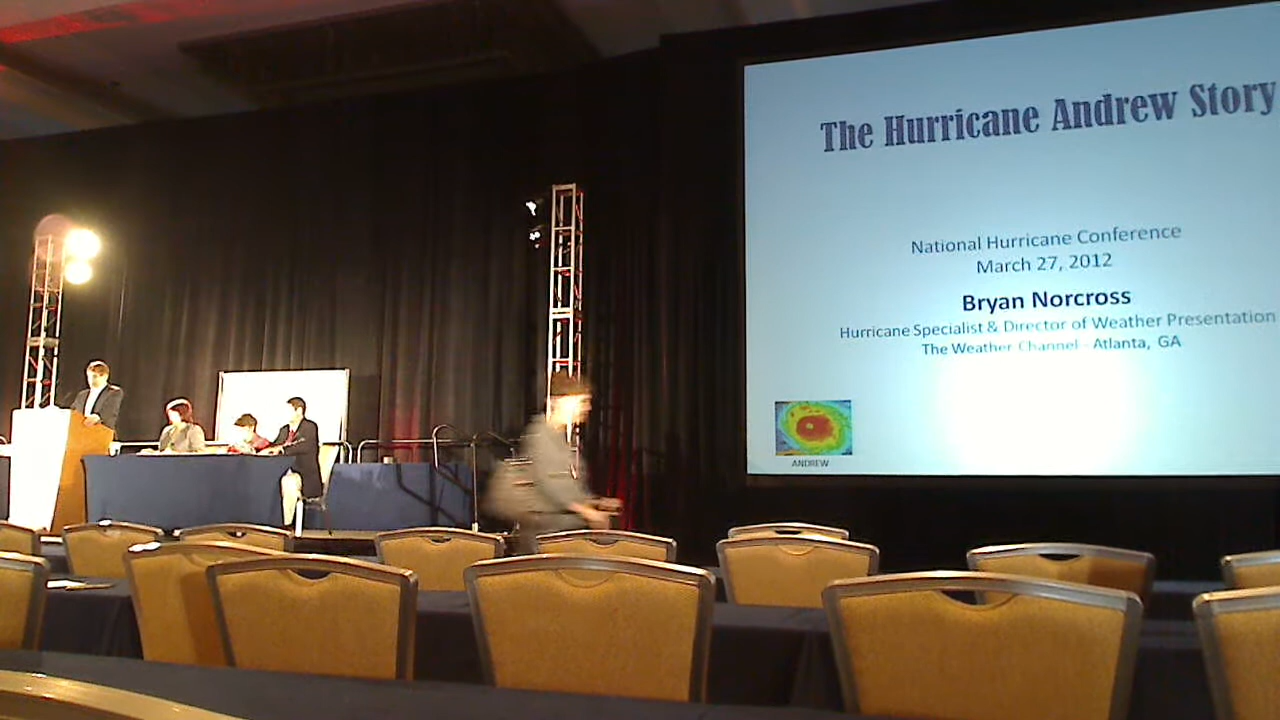 The Hurricane Andrew Story
National Hurricane Conference
March 27, 2012
Bryan Norcross
Hurricane Specialist & Director of Weather Presentation
The Weather Channel - Atlanta, GA
ANDREW